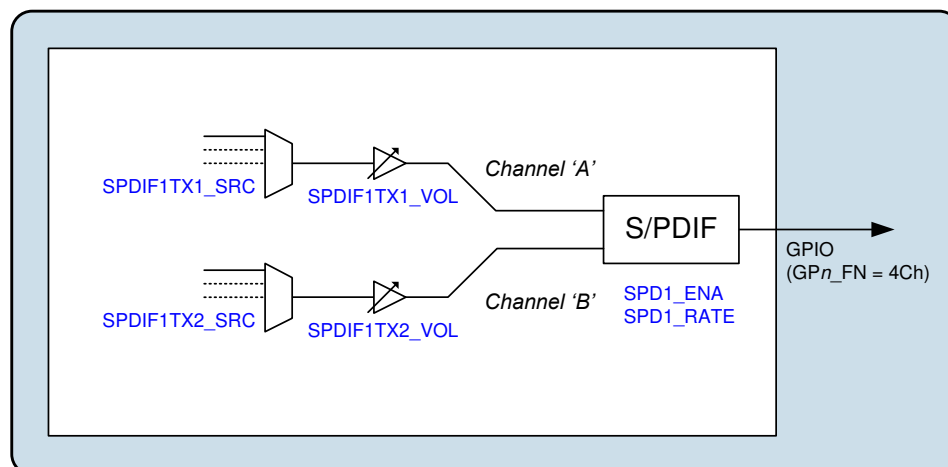 Channel 'A'
SPDIF1TX1_SRC
SPDIF1TX1_VOL
S/PDIF
GPIO
(GPn_FN = 4Ch)
Channel 'B'
SPD1_ENA
SPD1_RATE
SPDIF1TX2_SRC
SPDIF1TX2_VOL